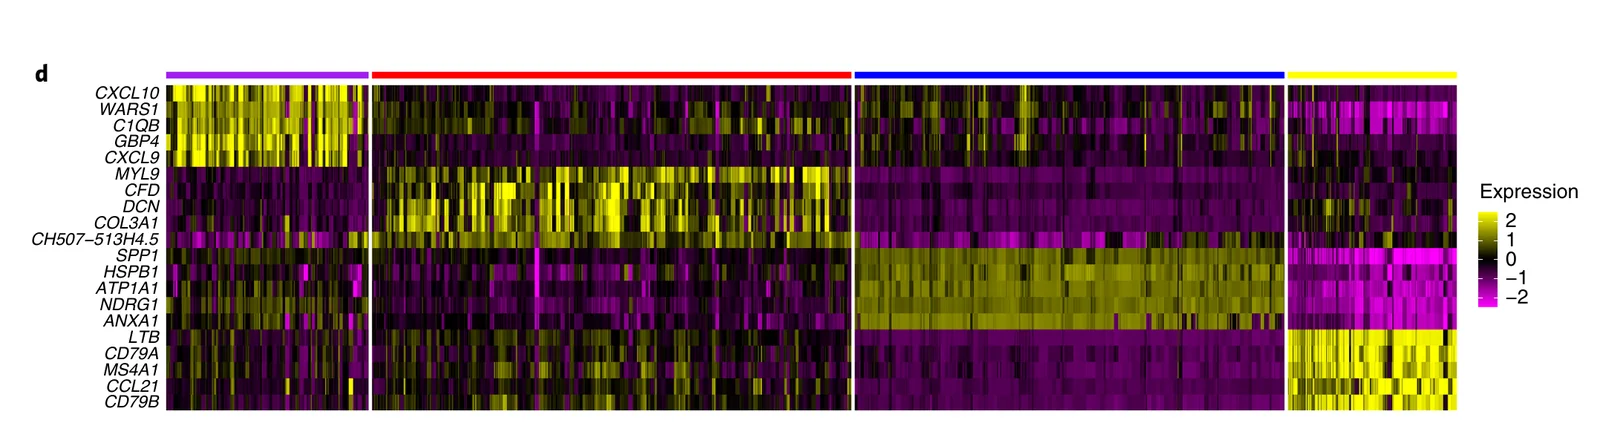 d
CXCL10
WARS1
C1QB
GBP4
CXCL9
MYL9
CFD
DCN
COL3A1
CH507−513H4.5
SPP1
HSPB1
ATP1A1
NDRG1
ANXA1
LTB
CD79A
MS4A1
CCL21
CD79B
Expression
2
1
0
−1
−2